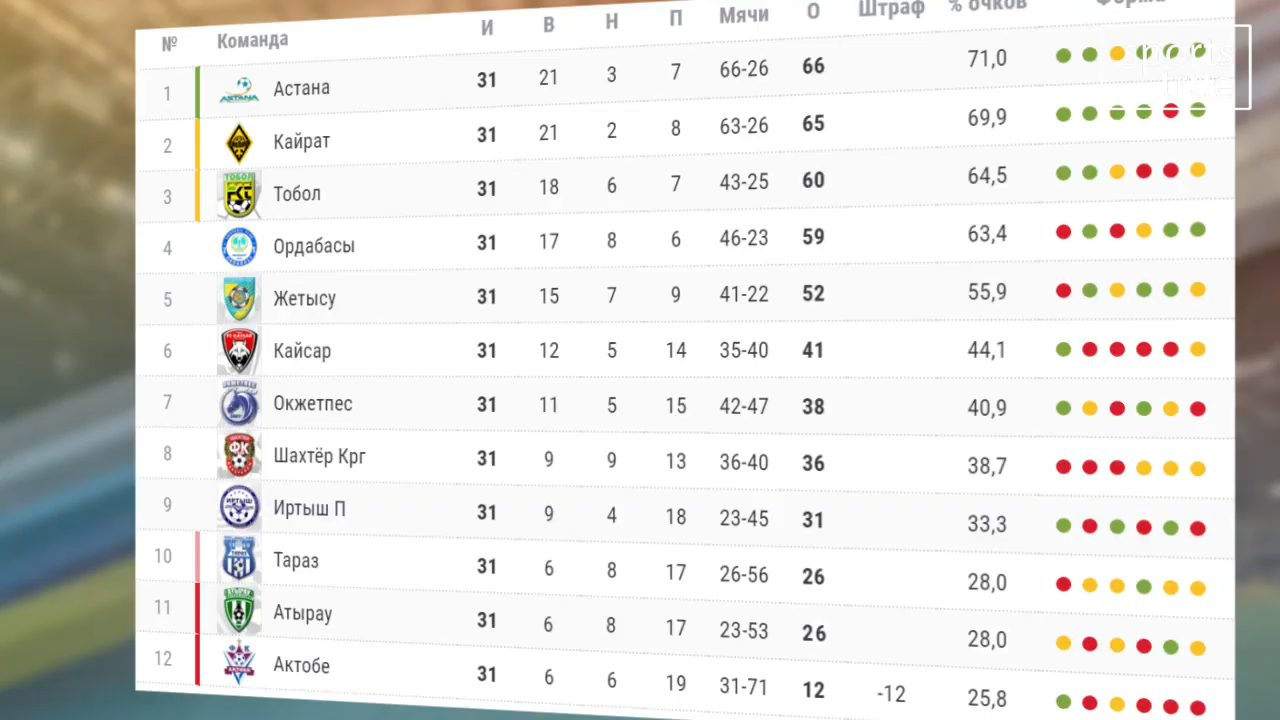 № Команда И В Н П Мячи О Штраф % очков Форма
1 Астана 31 21 3 7 66-26 66 71,0
2 Кайрат 31 21 2 8 63-26 65 69,9
3 Тобол 31 18 6 7 43-25 60 64,5
4 Ордабасы 31 17 8 6 46-23 59 63,4
5 Жетысу 31 15 7 9 41-22 52 55,9
6 Кайсар 31 12 5 14 35-40 41 44,1
7 Окжетпес 31 11 5 15 42-47 38 40,9
8 Шахтёр Крг 31 9 9 13 36-40 36 38,7
9 Иртыш П 31 9 4 18 23-45 31 33,3
10 Тараз 31 6 8 17 26-56 26 28,0
11 Атырау 31 6 8 17 23-53 26 28,0
12 Актобе 31 6 6 19 31-71 12 -12 25,8
sports
true
ASTANA
ТОБОЛ
ИРТЫШ
АКТОБЕ